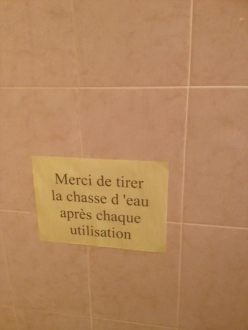 Merci de tirer
la chasse d 'eau
après chaque
utilisation